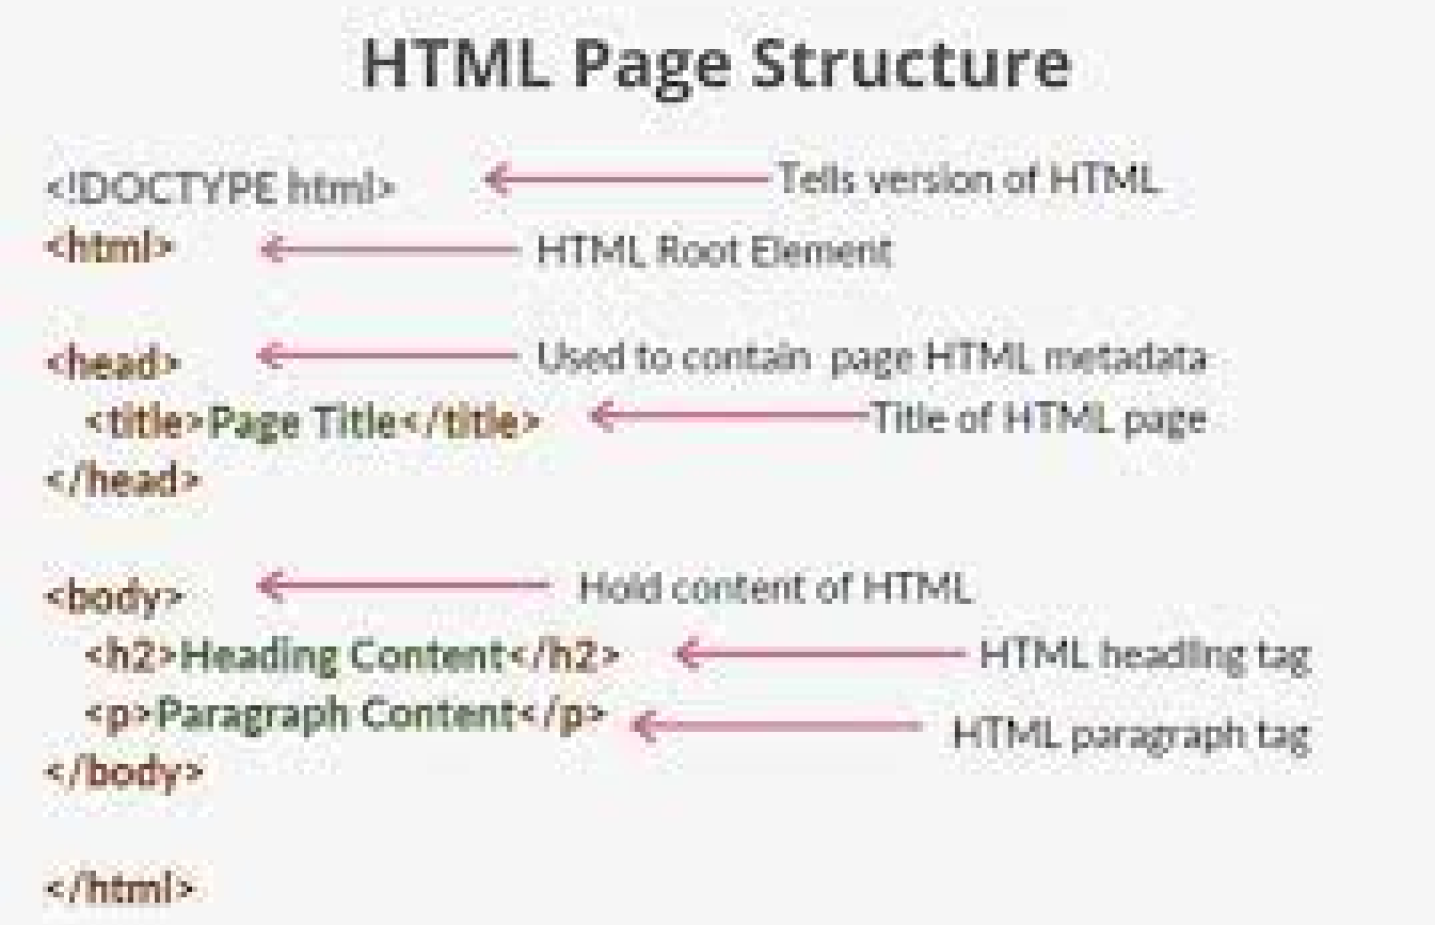 HTML Page Structure
<!DOCTYPE html> Tells version of HTML
<html> HTML Root Element
<head> Used to contain page HTML metadata
<title>Page Title</title> Title of HTML page
</head>
<body> Hold content of HTML
<h2>Heading Content</h2> HTML heading tag
<p>Paragraph Content</p> HTML paragraph tag
</body>
</html>